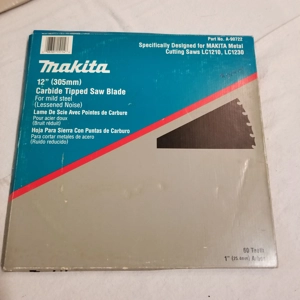 Part No. A-90722
Specifically Designed for MAKITA Metal
Cutting Saws LC1210, LC1230
Makita
12" (305mm)
Carbide Tipped Saw Blade
For mild steel
(Lessened Noise)
Lame De Scie Avec Pointes de Carbure
Pour acier doux
(Bruit réduit)
Hoja Para Sierra Con Puntas de Carburo
Para cortar metales de acero
(Ruido reducido)
60 Teeth
1"